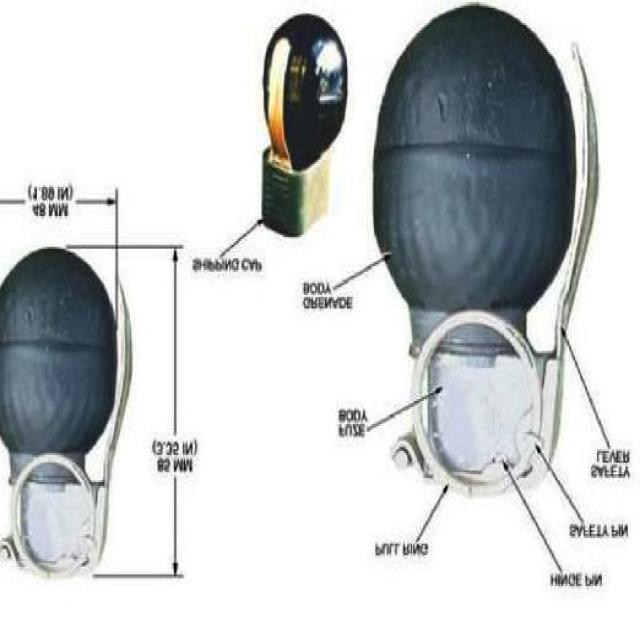 HINGE PIN
PULL RING
SAFETY PIN
SAFETY
LEVER
85 MM
(3.35 IN)
FUZE
BODY
GRENADE
BODY
SHIPPING CAP
48 MM
(1.89 IN)